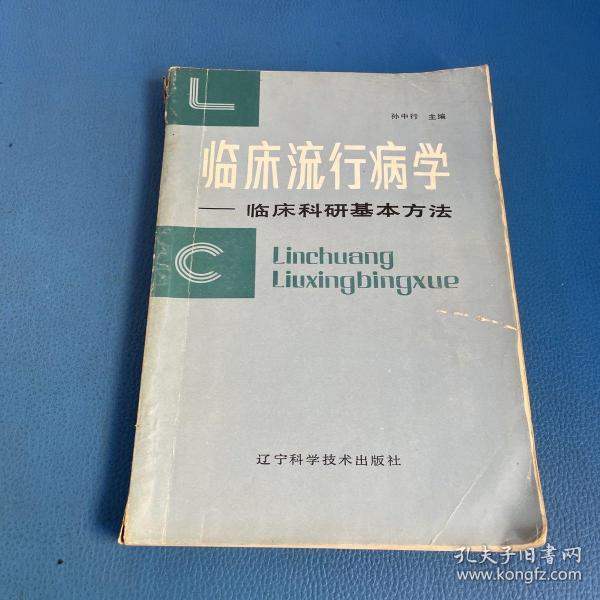 L
孙中行 主编
临床流行病学
——临床科研基本方法
C
Linchuang
Liuxingbingxue
辽宁科学技术出版社
孔夫子旧书网
www.kongfz.com